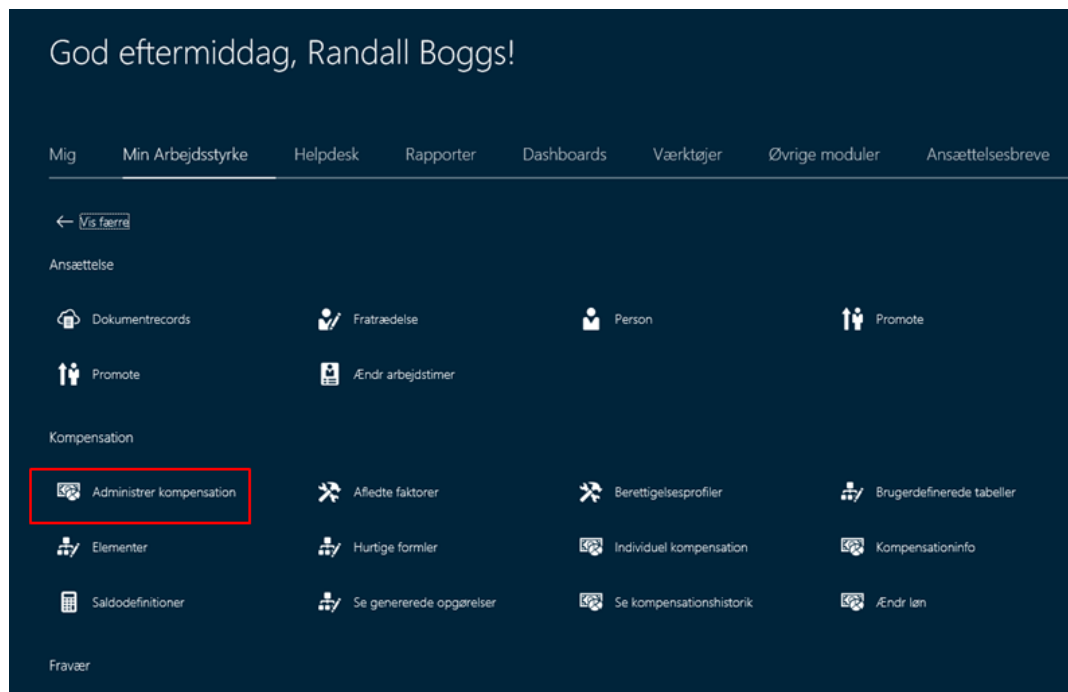 God eftermiddag, Randall Boggs!
Mig Min Arbejdsstyrke Helpdesk Rapporter Dashboards Værktøjer Øvrige moduler Ansættelsesbreve
Vis færre
Ansættelse
Dokumentrecords Fratrædelse Person Promote
Promote Ændr arbejdstimer
Kompensation
Administrer kompensation Afledte faktorer Berettigelsesprofiler Brugerdefinerede tabeller
Elementer Hurtige formler Individuel kompensation Kompensationinfo
Saldodefinitioner Se genererede opgørelser Se kompensationshistorik Ændr løn
Fravær